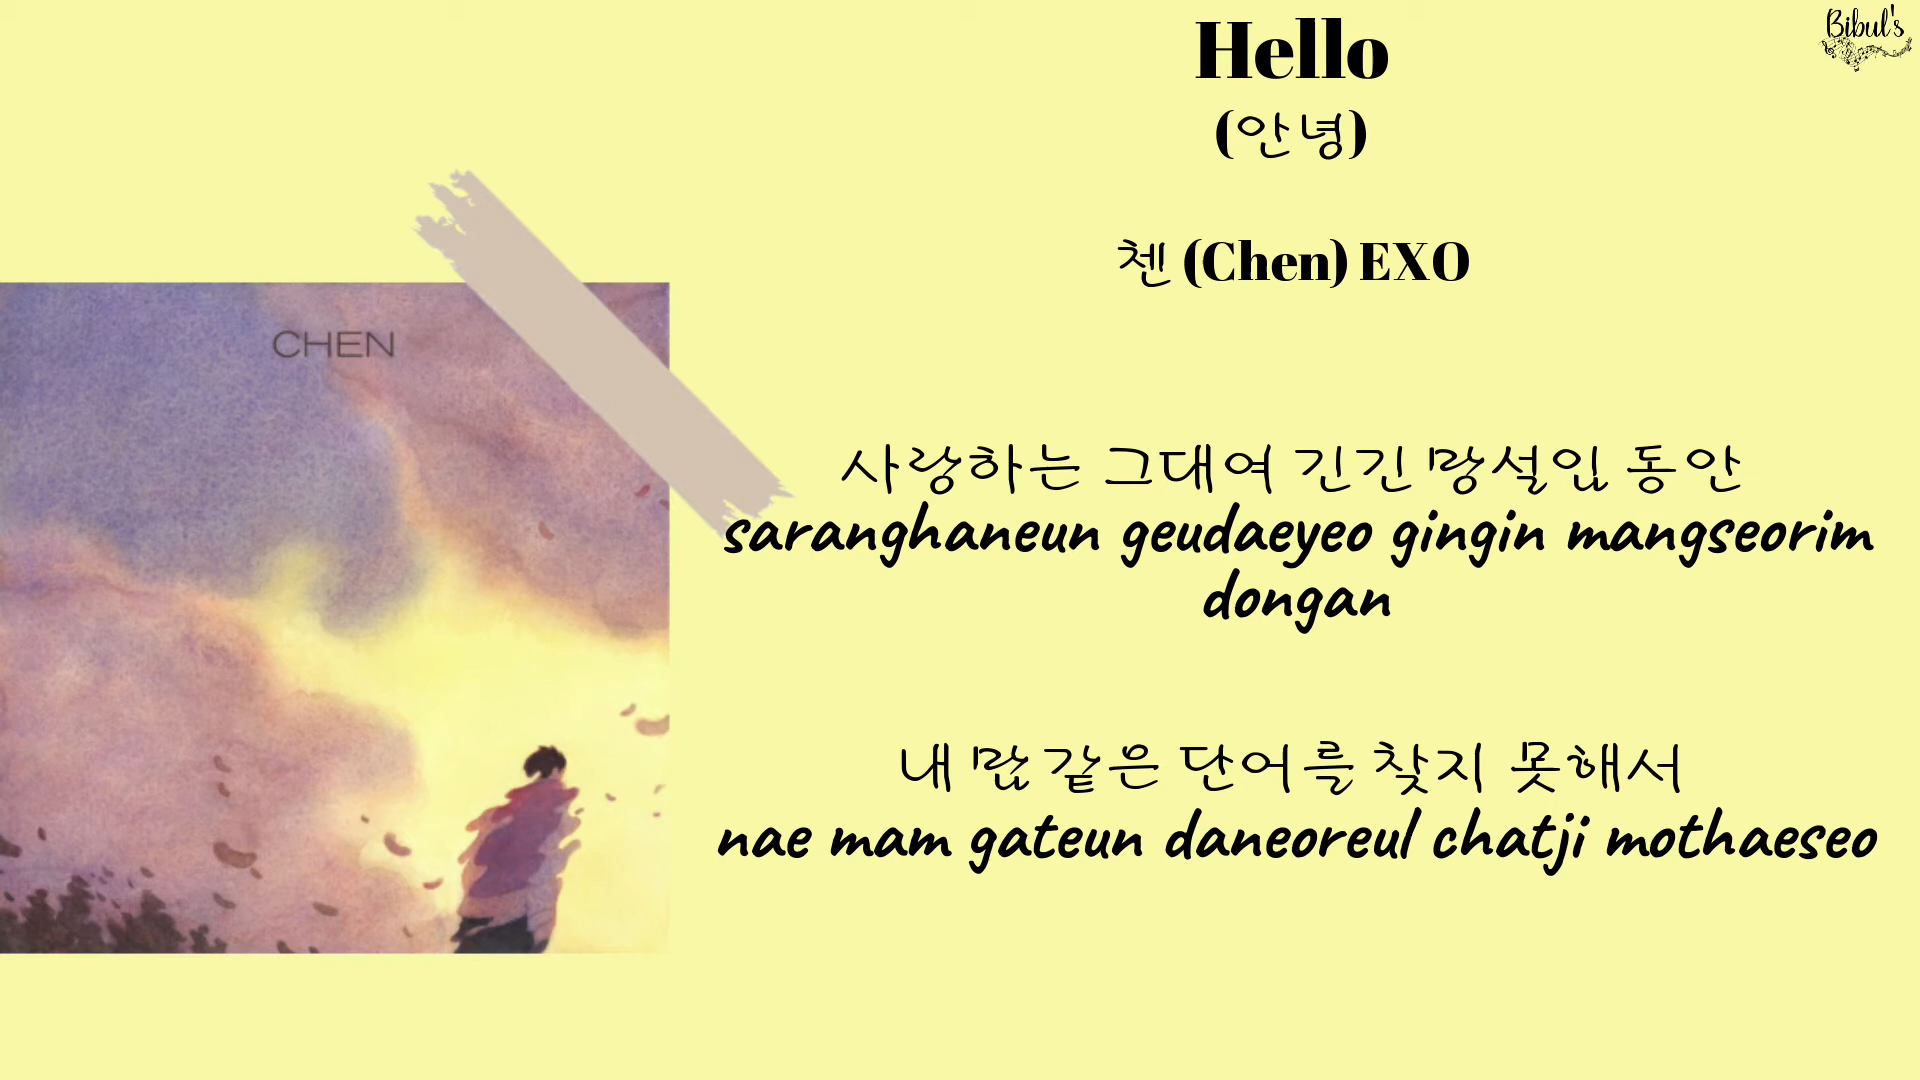 Hello
(안녕)
Bibul's
첸 (Chen) EXO
CHEN
사랑하는 그대여 긴긴 망설임 동안
saranghaneun geudaeyeo gingin mangseorim
dongan
내 맘 같은 단어를 찾지 못해서
nae mam gateun daneoreul chatji mothaeseo